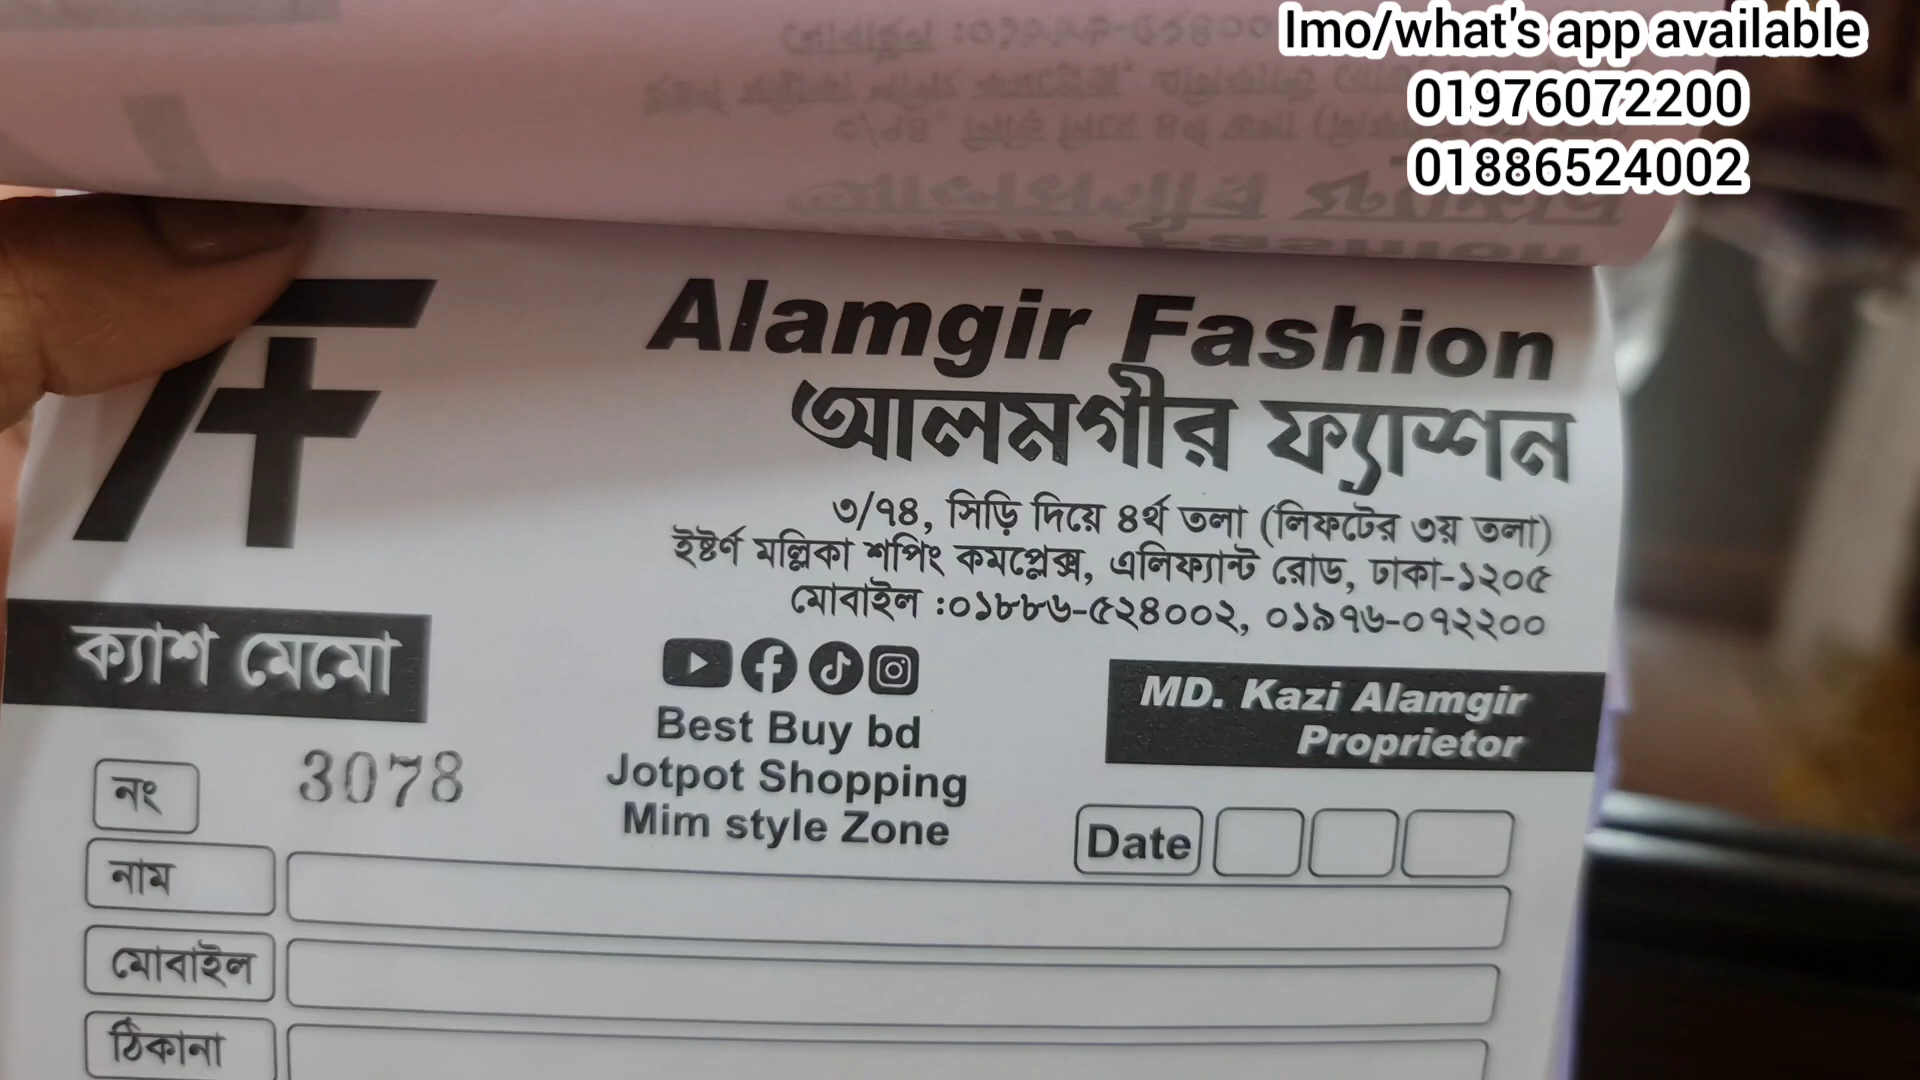 Imo/what's app available
01976072200
01886524002
Alamgir Fashion
আলমগীর ফ্যাশন
৩/৭৪, সিড়ি দিয়ে ৪র্থ তলা (লিফটের ৩য় তলা)
ইষ্টর্ণ মল্লিকা শপিং কমপ্লেক্স, এলিফ্যান্ট রোড, ঢাকা-১২০৫
মোবাইল :০১৮৮৬-৫২৪০০২, ০১৯৭৬-০৭২২০০
ক্যাশ মেমো
MD. Kazi Alamgir
Proprietor
Best Buy bd
Jotpot Shopping
Mim style Zone
নং 3078
Date
নাম
মোবাইল
ঠিকানা